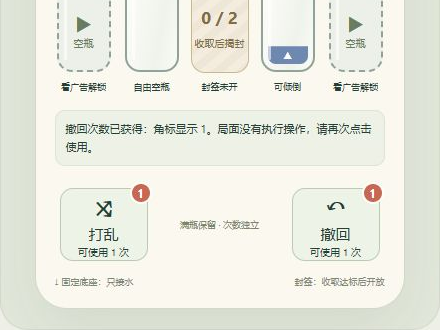 0 / 2
空瓶
收取后揭封
空瓶
看广告解锁
自由空瓶
封签未开
可倾倒
看广告解锁
撤回次数已获得：角标显示 1。局面没有执行操作，请再次点击
使用。
1
1
打乱
满瓶保留 · 次数独立
撤回
可使用 1 次
可使用 1 次
↓ 固定底座：只接水
封签：收取达标后开放